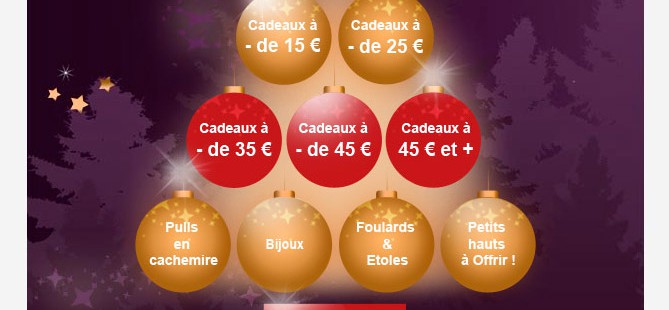 Cadeaux à
- de 15 €
Cadeaux à
- de 25 €
Cadeaux à
- de 35 €
Cadeaux à
- de 45 €
Cadeaux à
45 € et +
Pulls
en
cachemire
Bijoux
Foulards
&
Etoles
Petits
hauts
à Offrir !